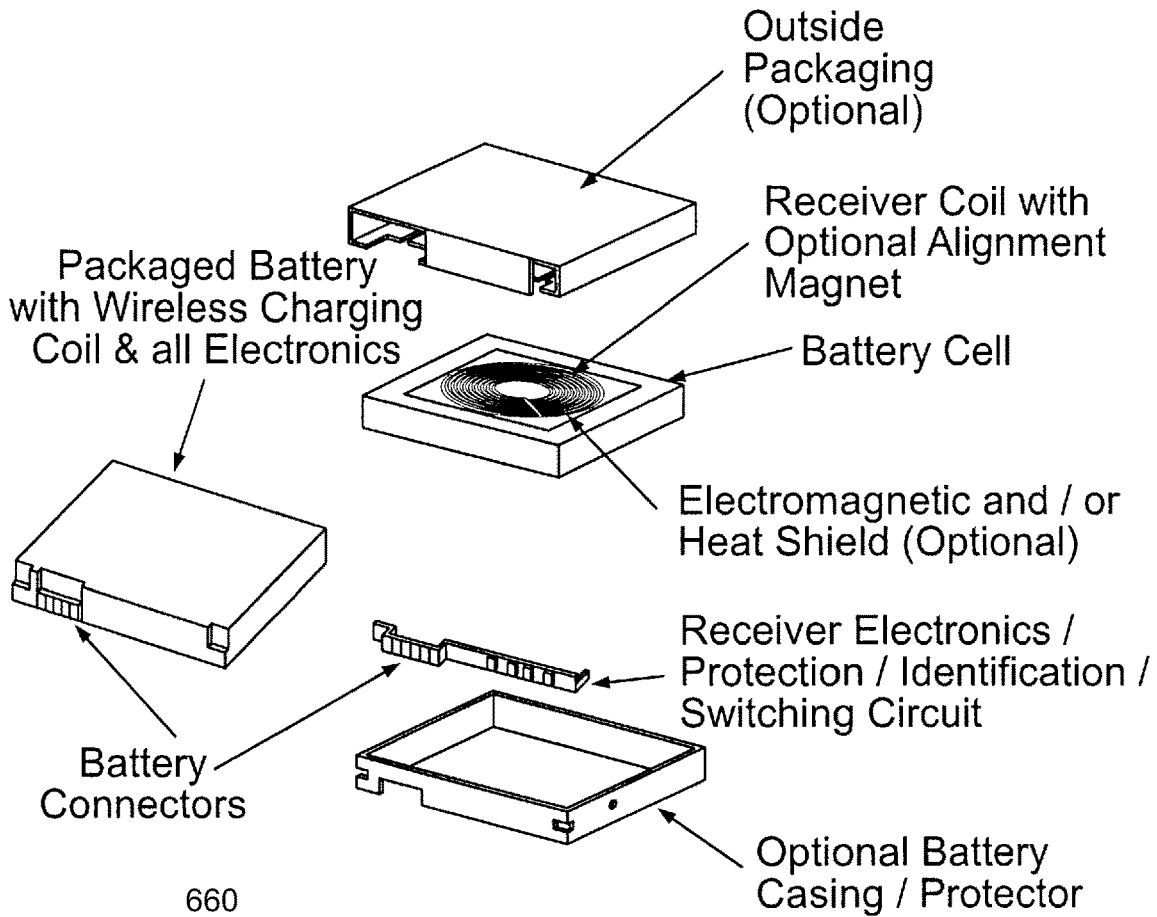 Outside
Packaging
(Optional)
Receiver Coil with
Optional Alignment
Magnet
Packaged Battery
with Wireless Charging
Coil & all Electronics
Battery Cell
Electromagnetic and / or
Heat Shield (Optional)
Receiver Electronics /
Protection / Identification /
Switching Circuit
Battery
Connectors
Optional Battery
Casing / Protector
660